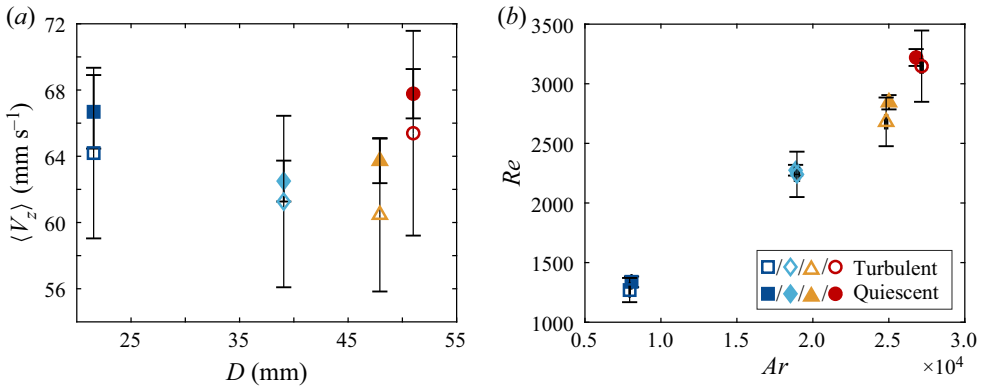 (a)
72
68
64
60
56
⟨V_z⟩ (mm s⁻¹)
25 35 45 55
D (mm)
(b)
3500
3000
2500
2000
1500
1000
Re
Turbulent
Quiescent
0.5 1.0 1.5 2.0 2.5 3.0
Ar ×10⁴